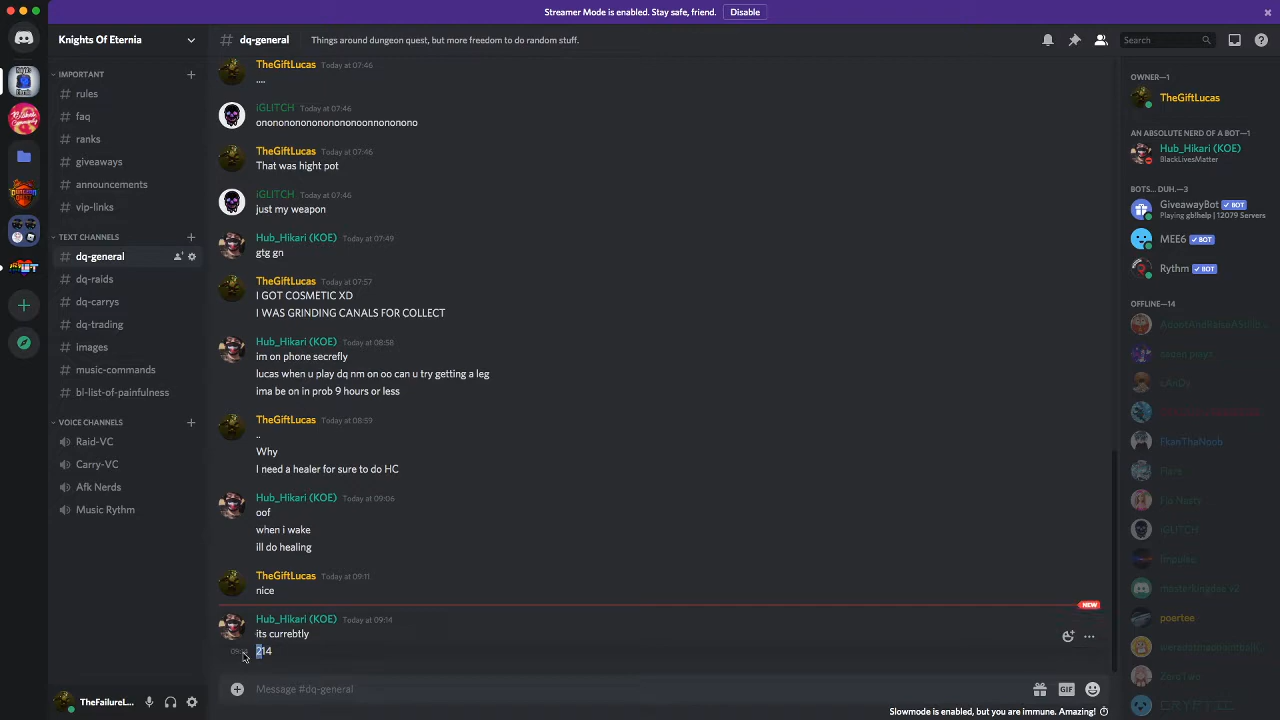 Streamer Mode is enabled. Stay safe, friend. Disable
Knights Of Eternia
dq-general Things around dungeon quest, but more freedom to do random stuff.
Search
IMPORTANT
rules
faq
ranks
giveaways
announcements
vip-links
TEXT CHANNELS
dq-general
dq-raids
dq-carrys
dq-trading
images
music-commands
bl-list-of-painfulness
VOICE CHANNELS
Raid-VC
Carry-VC
Afk Nerds
Music Rythm
TheFailureL...
TheGiftLucas Today at 07:46
....
iGLITCH Today at 07:46
onononononononononoonnononono
TheGiftLucas Today at 07:46
That was hight pot
iGLITCH Today at 07:46
just my weapon
Hub_Hikari (KOE) Today at 07:49
gtg gn
TheGiftLucas Today at 07:57
I GOT COSMETIC XD
I WAS GRINDING CANALS FOR COLLECT
Hub_Hikari (KOE) Today at 08:58
im on phone secrefly
lucas when u play dq nm on oo can u try getting a leg
ima be on in prob 9 hours or less
TheGiftLucas Today at 08:59
..
Why
I need a healer for sure to do HC
Hub_Hikari (KOE) Today at 09:06
oof
when i wake
ill do healing
TheGiftLucas Today at 09:11
nice
NEW
Hub_Hikari (KOE) Today at 09:14
its currebtly
214
Message #dq-general
GIF
Slowmode is enabled, but you are immune. Amazing!
OWNER—1
TheGiftLucas
AN ABSOLUTE NERD OF A BOT—1
Hub_Hikari (KOE)
BlackLivesMatter
BOTS... DUH.—3
GiveawayBot BOT
Playing gb!help | 12079 Servers
MEE6 BOT
Rythm BOT
OFFLINE—14
cAnDy
EkanThaNoob
Flare
Flo Nasty
iGLITCH
Impulse
masterkingdee v2
poertee
ZeroTwo